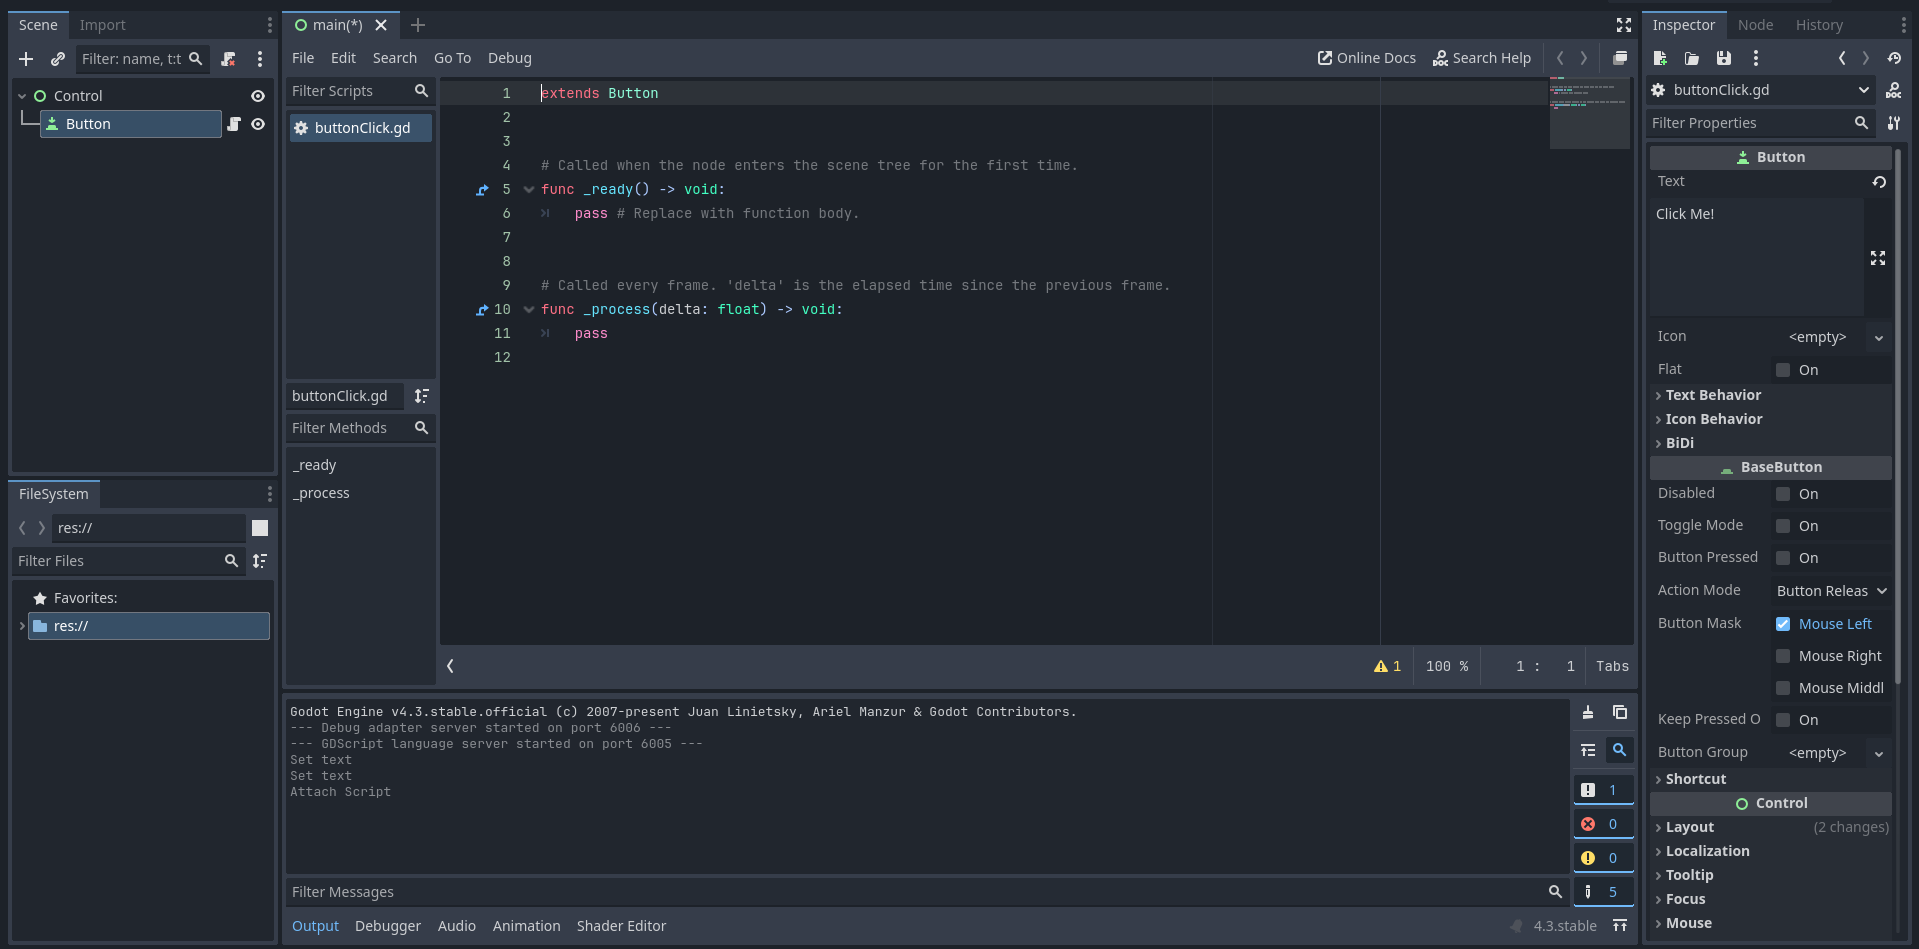 Scene Import
Filter: name, t:t
Control
Button
FileSystem
res://
Filter Files
Favorites:
res://
main(*)
File Edit Search Go To Debug Online Docs Search Help
Filter Scripts
buttonClick.gd
buttonClick.gd
Filter Methods
_ready
_process
1 extends Button
2
3
4 # Called when the node enters the scene tree for the first time.
5 func _ready() -> void:
6 pass # Replace with function body.
7
8
9 # Called every frame. 'delta' is the elapsed time since the previous frame.
10 func _process(delta: float) -> void:
11 pass
12
1 100 % 1 : 1 Tabs
Godot Engine v4.3.stable.official (c) 2007-present Juan Linietsky, Ariel Manzur & Godot Contributors.
--- Debug adapter server started on port 6006 ---
--- GDScript language server started on port 6005 ---
Set text
Set text
Attach Script
1
0
0
5
Filter Messages
Output Debugger Audio Animation Shader Editor 4.3.stable
Inspector Node History
buttonClick.gd
DOC
Filter Properties
Button
Text
Click Me!
Icon <empty>
Flat On
Text Behavior
Icon Behavior
BiDi
BaseButton
Disabled On
Toggle Mode On
Button Pressed On
Action Mode Button Releas
Button Mask Mouse Left
Mouse Right
Mouse Middl
Keep Pressed O On
Button Group <empty>
Shortcut
Control
Layout (2 changes)
Localization
Tooltip
Focus
Mouse